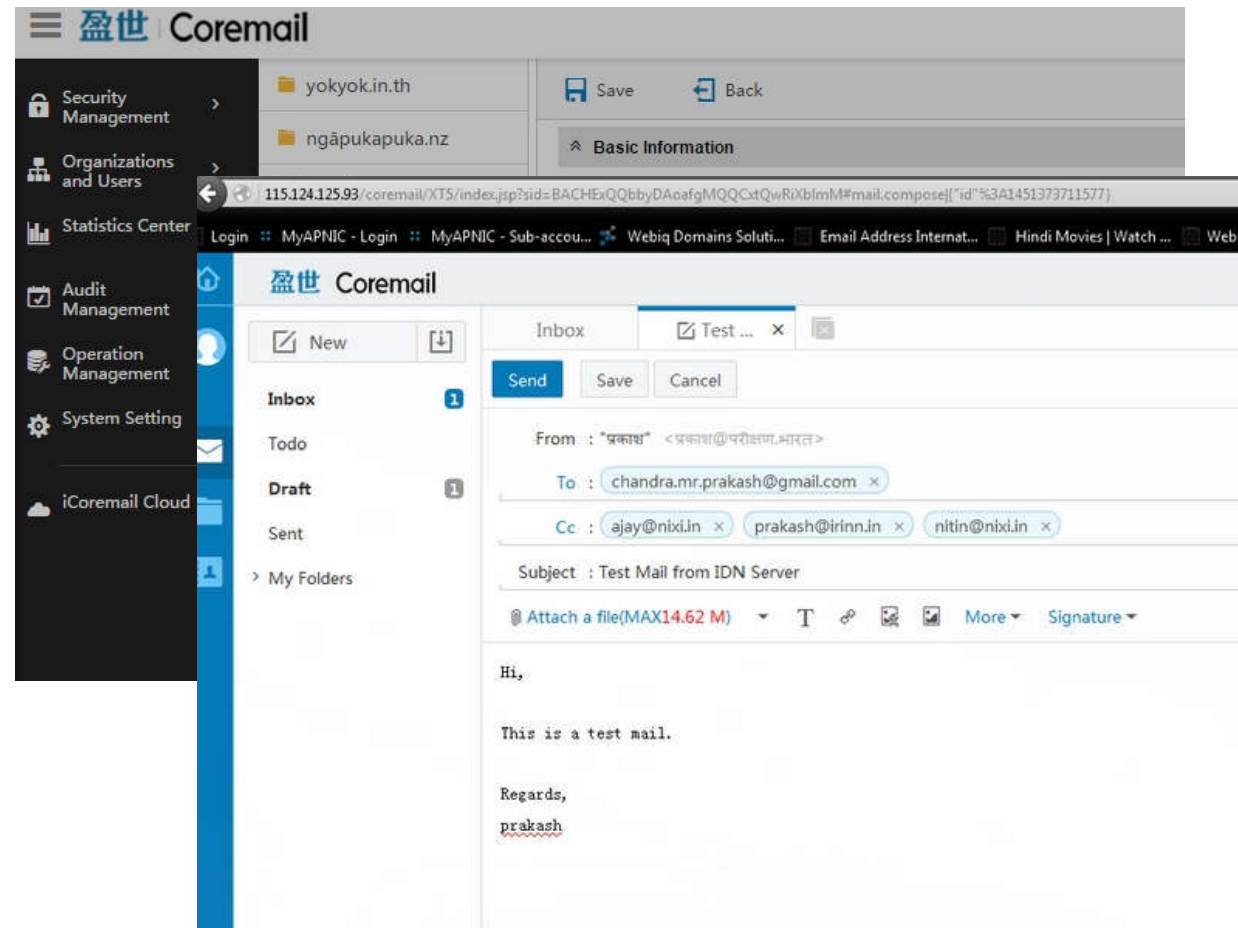 盈世 Coremail
Security Management
Organizations and Users
Statistics Center
Audit Management
Operation Management
System Setting
iCoremail Cloud
yokyok.in.th
ngāpukapuka.nz
Save Back
Basic Information
115.124.125.93/coremail/XT5/index.jsp?sid=BACHExQQbbyDAoafgMQQCxtQwRiXbImM#mail.compose|{"id"%3A1451373711577}
Login MyAPNIC - Login MyAPNIC - Sub-accou... Webiq Domains Soluti... Email Address Internat... Hindi Movies | Watch ... Web
盈世 Coremail
New
Inbox 1
Todo
Draft 1
Sent
My Folders
Inbox Test ... ×
Send Save Cancel
From : "प्रकाश" <प्रकाश@परीक्षण.भारत>
To : chandra.mr.prakash@gmail.com ×
Cc : ajay@nixi.in × prakash@irinn.in × nitin@nixi.in ×
Subject : Test Mail from IDN Server
Attach a file(MAX14.62 M) T More Signature
Hi,
This is a test mail.
Regards,
prakash